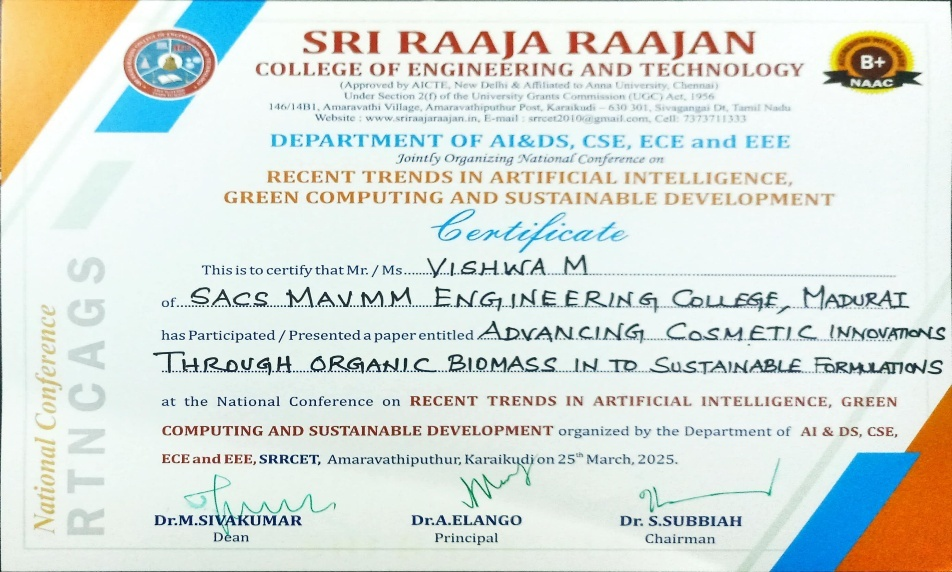 SRI RAAJA RAAJAN
COLLEGE OF ENGINEERING AND TECHNOLOGY
(Approved by AICTE, New Delhi & Affiliated to Anna University, Chennai)
Under Section 2(f) of the University Grants Commission (UGC) Act, 1956
146/14B1, Amaravathi Village, Amaravathiputhur Post, Karaikudi – 630 301, Sivagangai Dt, Tamil Nadu
Website : www.sriraajaraajan.in, E-mail : srrcet2010@gmail.com, Cell: 7373711333
B+
NAAC
DEPARTMENT OF AI&DS, CSE, ECE and EEE
Jointly Organizing National Conference on
RECENT TRENDS IN ARTIFICIAL INTELLIGENCE,
GREEN COMPUTING AND SUSTAINABLE DEVELOPMENT
Certificate
This is to certify that Mr. / Ms. VISHWA M
of SACS MAVMM ENGINEERING COLLEGE, MADURAI
has Participated / Presented a paper entitled ADVANCING COSMETIC INNOVATIONS
THROUGH ORGANIC BIOMASS IN TO SUSTAINABLE FORMULATIONS
at the National Conference on RECENT TRENDS IN ARTIFICIAL INTELLIGENCE, GREEN
COMPUTING AND SUSTAINABLE DEVELOPMENT organized by the Department of AI & DS, CSE,
ECE and EEE, SRRCET, Amaravathiputhur, Karaikudi on 25th March, 2025.
Dr.M.SIVAKUMAR
Dean
Dr.A.ELANGO
Principal
Dr. S.SUBBIAH
Chairman
National Conference
RTNCAGS